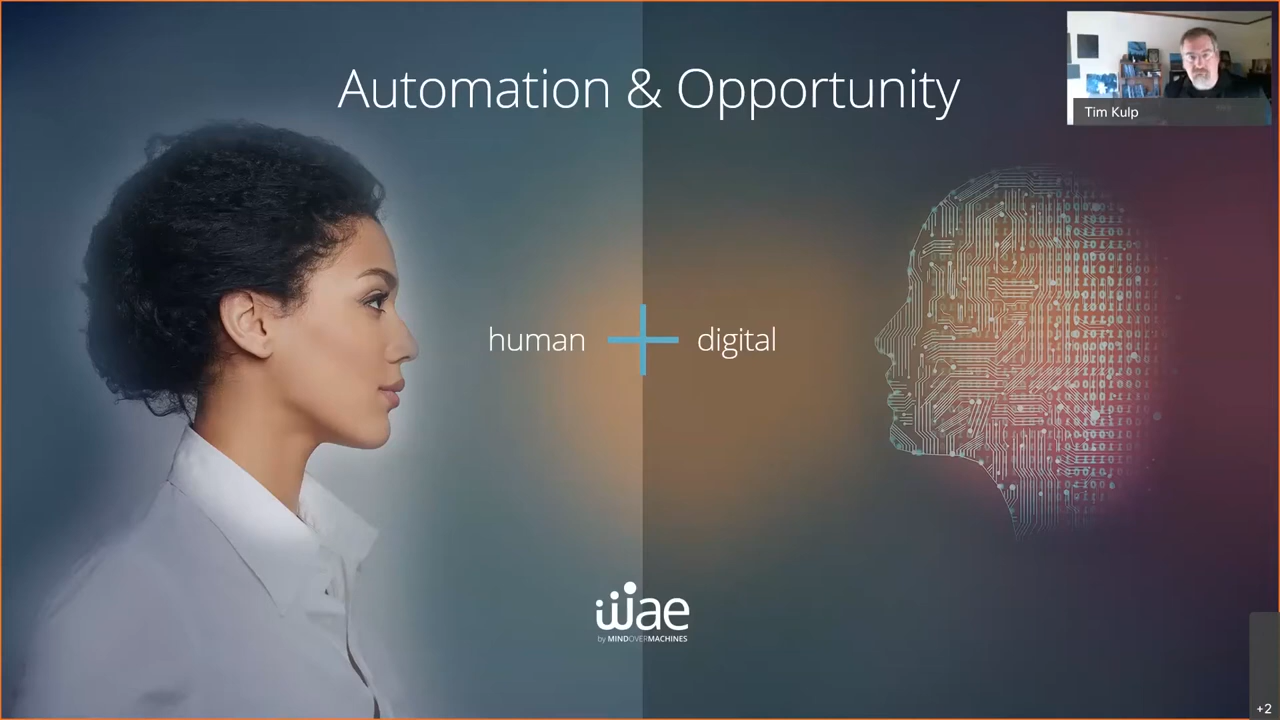 Automation & Opportunity
Tim Kulp
human + digital
wae
by MINDOVERMACHINES
+2